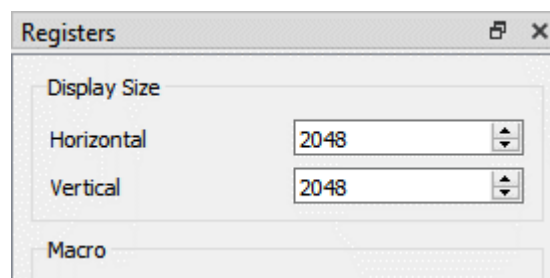 Registers
Display Size
Horizontal 2048
Vertical 2048
Macro